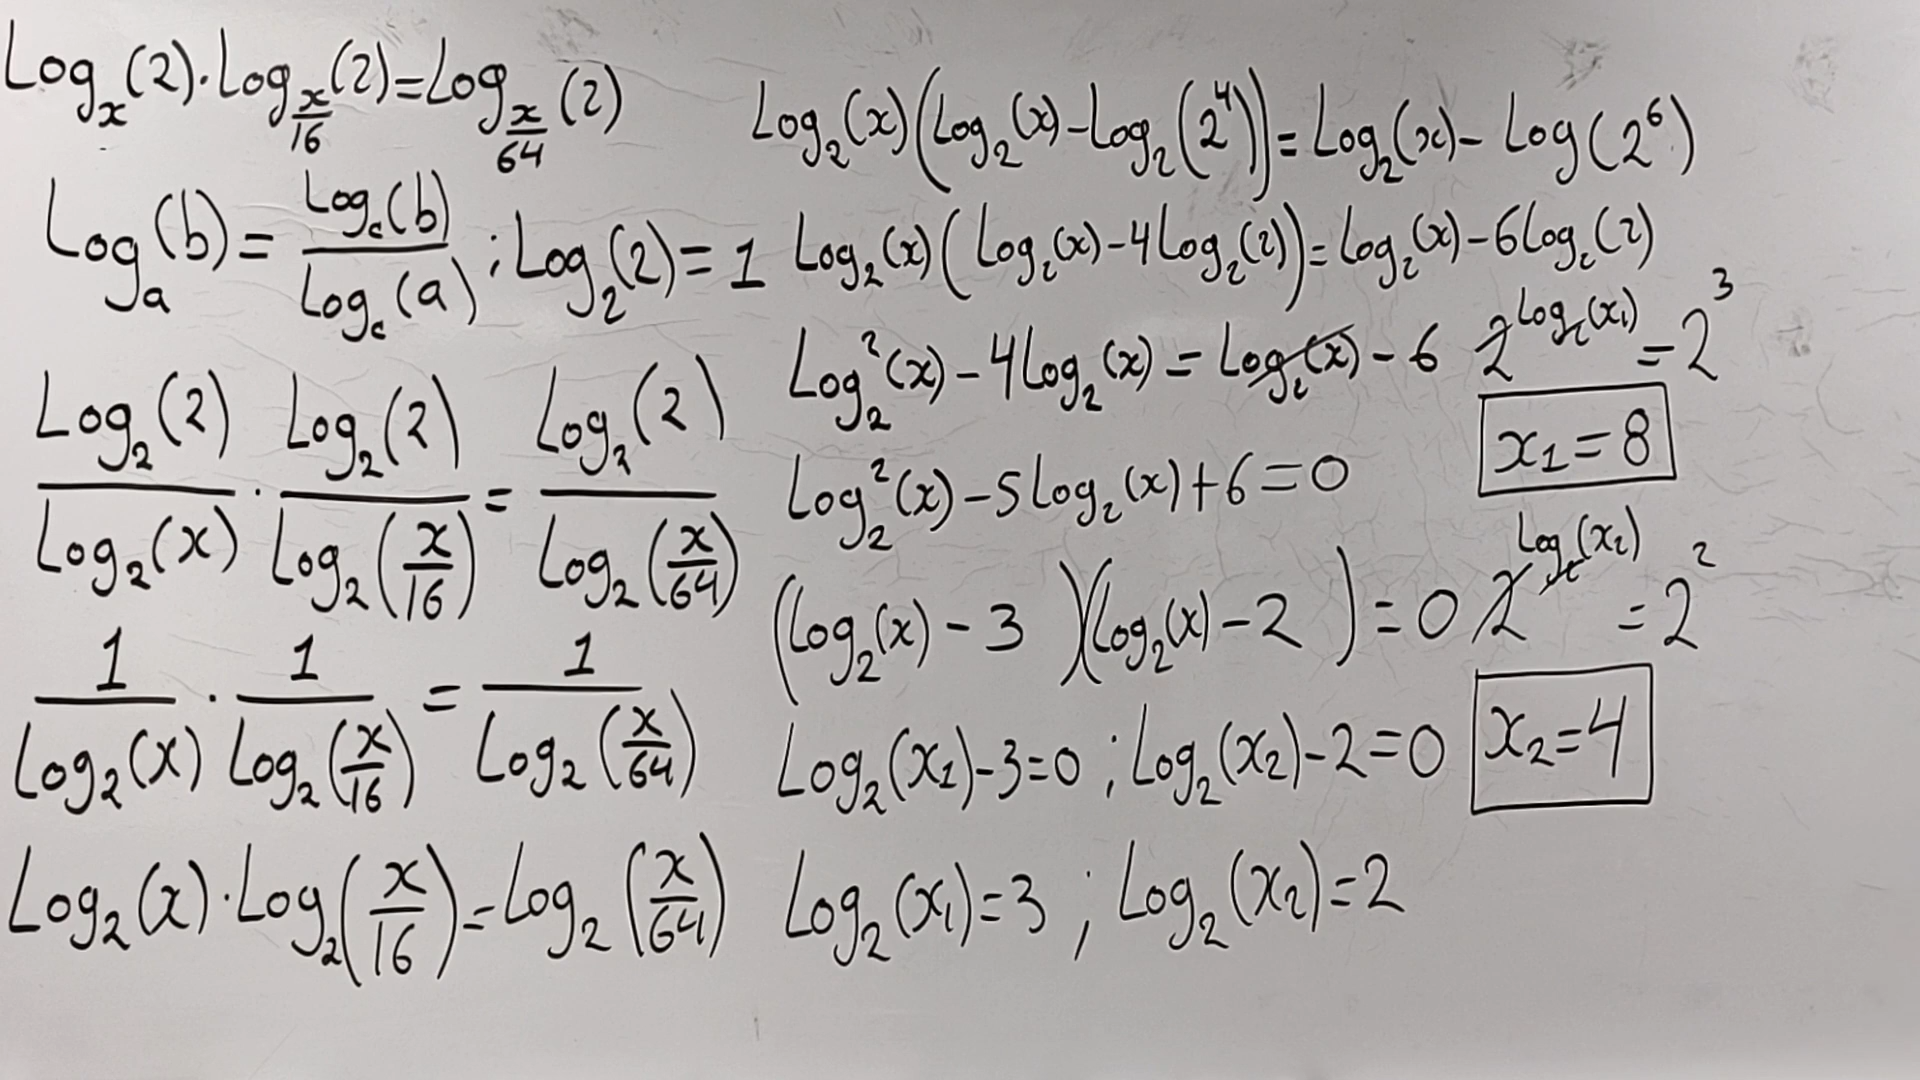 Log_x(2)·Log_{x/16}(2)=Log_{x/64}(2)
Log_a(b)=Log_c(b)/Log_c(a);Log_2(2)=1
Log_2(2)/Log_2(x)·Log_2(2)/Log_2(x/16)=Log_2(2)/Log_2(x/64)
1/Log_2(x)·1/Log_2(x/16)=1/Log_2(x/64)
Log_2(x)·Log_2(x/16)=Log_2(x/64)
Log_2(x)(Log_2(x)-Log_2(2^4))=Log_2(x)-Log(2^6)
Log_2(x)(Log_2(x)-4Log_2(2))=Log_2(x)-6Log_2(2)
Log_2^2(x)-4Log_2(x)=Log_2(x)-6
Log_2^2(x)-5Log_2(x)+6=0
(Log_2(x)-3)(Log_2(x)-2)=0
Log_2(x_1)-3=0;Log_2(x_2)-2=0
Log_2(x_1)=3;Log_2(x_2)=2
2^{Log_2(x_1)}=2^3
x_1=8
2^{Log_2(x_2)}=2^2
x_2=4